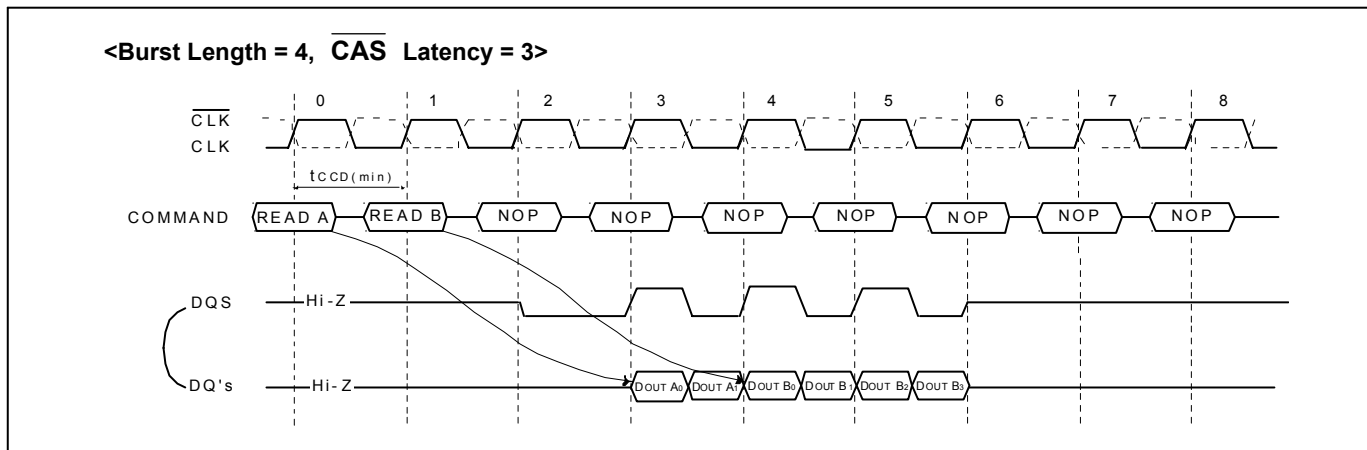 <Burst Length = 4, CAS Latency = 3>
0 1 2 3 4 5 6 7 8
CLK
CLK
tCCD(min)
COMMAND READ A READ B NOP NOP NOP NOP NOP NOP NOP
DQS Hi-Z
DQ's Hi-Z DOUT A0 DOUT A1 DOUT B0 DOUT B1 DOUT B2 DOUT B3